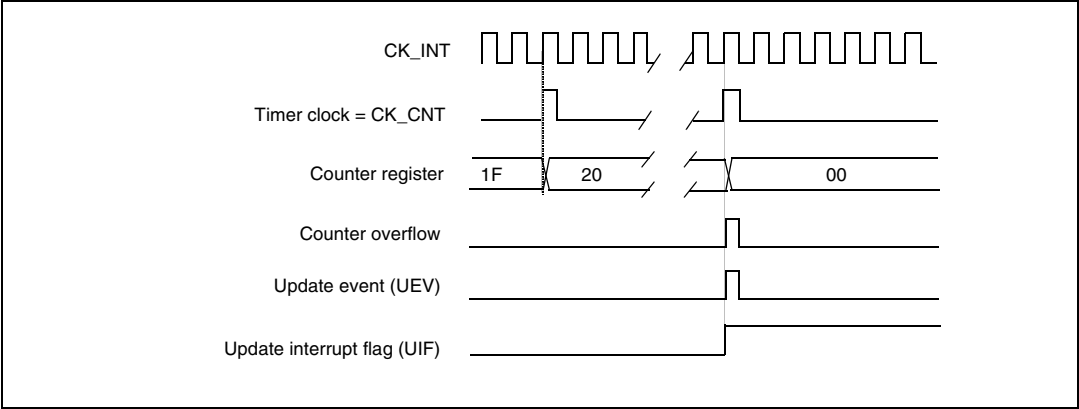 CK_INT
Timer clock = CK_CNT
Counter register 1F 20 00
Counter overflow
Update event (UEV)
Update interrupt flag (UIF)